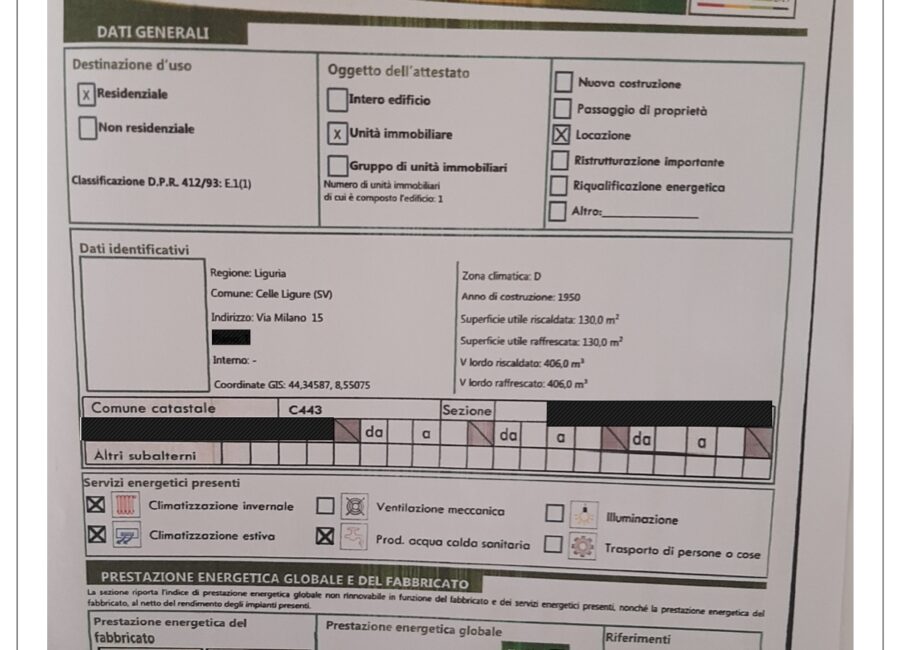 DATI GENERALI
Destinazione d'uso
x Residenziale
Non residenziale
Classificazione D.P.R. 412/93: E.1(1)
Oggetto dell'attestato
Intero edificio
x Unità immobiliare
Gruppo di unità immobiliari
Numero di unità immobiliari
di cui è composto l'edificio: 1
Nuova costruzione
Passaggio di proprietà
Locazione
Ristrutturazione importante
Riqualificazione energetica
Altro:
Dati identificativi
Regione: Liguria
Comune: Celle Ligure (SV)
Indirizzo: Via Milano 15
Interno: -
Coordinate GIS: 44,34587, 8,55075
Zona climatica: D
Anno di costruzione: 1950
Superficie utile riscaldata: 130,0 m²
Superficie utile raffrescata: 130,0 m²
V lordo riscaldato: 406,0 m³
V lordo raffrescato: 406,0 m³
Comune catastale C443 Sezione
da a da a da a
Altri subalterni
Servizi energetici presenti
Climatizzazione invernale
Climatizzazione estiva
Ventilazione meccanica
Prod. acqua calda sanitaria
Illuminazione
Trasporto di persone o cose
PRESTAZIONE ENERGETICA GLOBALE E DEL FABBRICATO
La sezione riporta l'indice di prestazione energetica globale non rinnovabile in funzione del fabbricato e dei servizi energetici presenti, nonché la prestazione energetica del
fabbricato, al netto del rendimento degli impianti presenti.
Prestazione energetica del
fabbricato
Prestazione energetica globale
Riferimenti